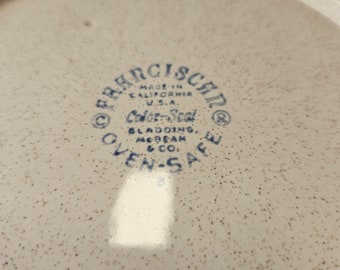 © FRANCISCAN ®
MADE IN
CALIFORNIA
U.S.A.
Color-Seal
GLADDING,
McBEAN
& CO.
OVEN-SAFE